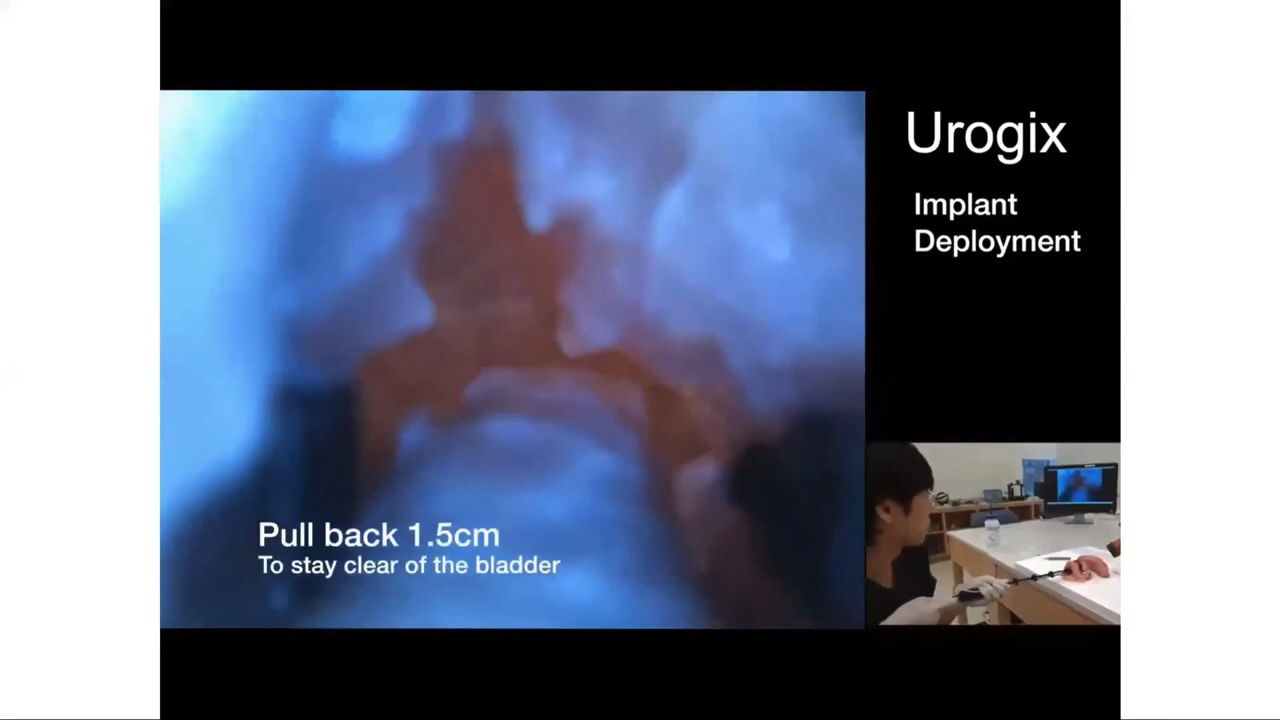 Urogix
Implant
Deployment
Pull back 1.5cm
To stay clear of the bladder